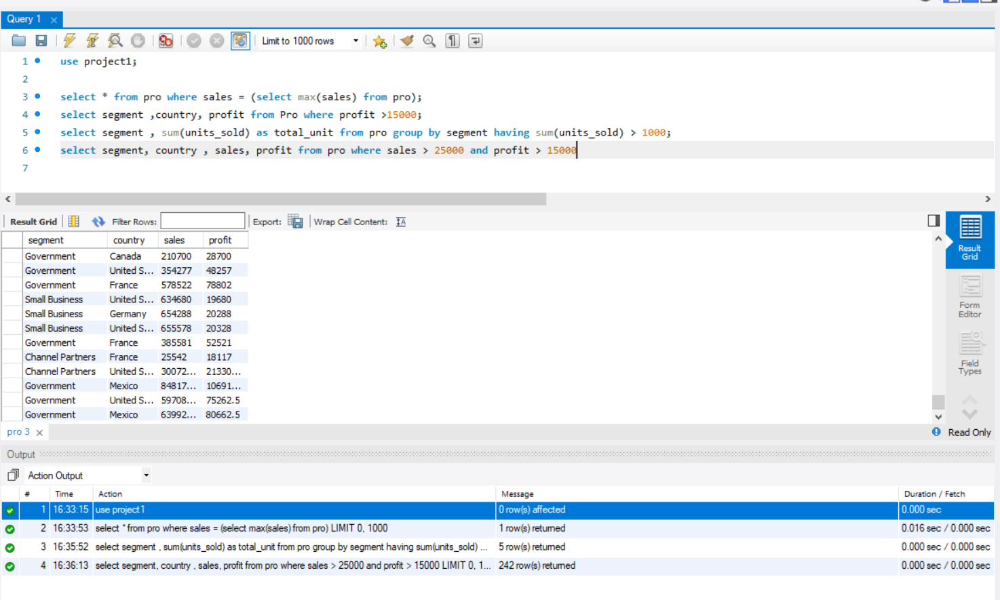 Query 1
Limit to 1000 rows
1 use project1;
2
3 select * from pro where sales = (select max(sales) from pro);
4 select segment ,country, profit from Pro where profit >15000;
5 select segment , sum(units_sold) as total_unit from pro group by segment having sum(units_sold) > 1000;
6 select segment, country , sales, profit from pro where sales > 25000 and profit > 15000
7
Result Grid Filter Rows: Export: Wrap Cell Content: IA
segment country sales profit
Government Canada 210700 28700
Government United S... 354277 48257
Government France 578522 78802
Small Business United S... 634680 19680
Small Business Germany 654288 20288
Small Business United S... 655578 20328
Government France 385581 52521
Channel Partners France 25542 18117
Channel Partners United S... 30072... 21330...
Government Mexico 84817... 10691...
Government United S... 59708... 75262.5
Government Mexico 63992... 80662.5
Result
Grid
Form
Editor
Field
Types
pro 3 Read Only
Output
Action Output
# Time Action Message Duration / Fetch
1 16:33:15 use project1 0 row(s) affected 0.000 sec
2 16:33:53 select * from pro where sales = (select max(sales) from pro) LIMIT 0, 1000 1 row(s) returned 0.016 sec / 0.000 sec
3 16:35:52 select segment , sum(units_sold) as total_unit from pro group by segment having sum(units_sold) ... 5 row(s) returned 0.000 sec / 0.000 sec
4 16:36:13 select segment, country , sales, profit from pro where sales > 25000 and profit > 15000 LIMIT 0, 1... 242 row(s) returned 0.000 sec / 0.000 sec